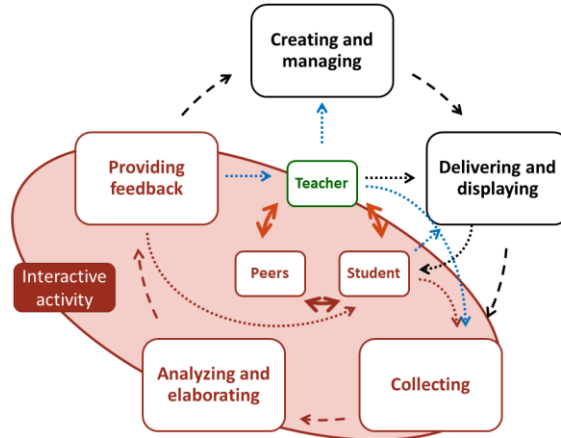 Creating and
managing
Providing
feedback
Teacher
Delivering and
displaying
Peers
Student
Interactive
activity
Analyzing and
elaborating
Collecting